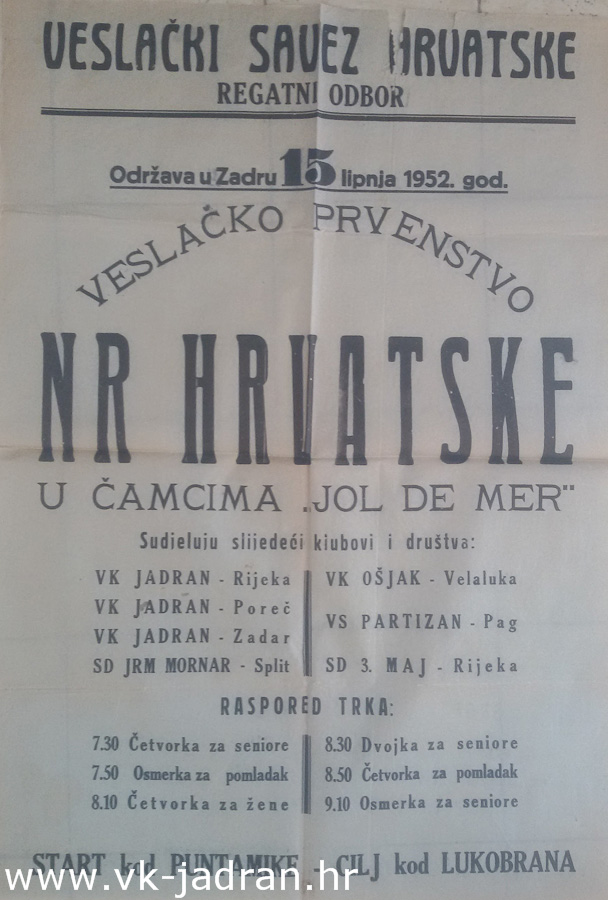 VESLAČKI SAVEZ HRVATSKE
REGATNI ODBOR
Održava u Zadru 15 lipnja 1952. god.
VESLAČKO PRVENSTVO
NR HRVATSKE
U ČAMCIMA „JOL DE MER"
Sudjeluju slijedeći klubovi i društva:
VK JADRAN - Rijeka
VK JADRAN - Poreč
VK JADRAN - Zadar
SD JRM MORNAR - Split
VK OŠJAK - Velaluka
VS PARTIZAN - Pag
SD 3. MAJ - Rijeka
RASPORED TRKA:
7.30 Četvorka za seniore
7.50 Osmerka za pomladak
8.10 Četvorka za žene
8.30 Dvojka za seniore
8.50 Četvorka za pomladak
9.10 Osmerka za seniore
START kod PUNTAMIKE - CILJ kod LUKOBRANA
www.vk-jadran.hr